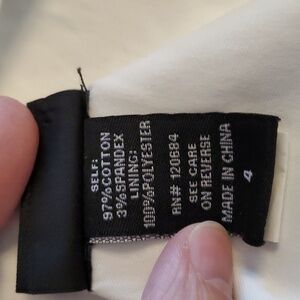 SELF:
97%COTTON
3%SPANDEX
LINING:
100%POLYESTER
RN# 120684
SEE CARE
ON REVERSE
MADE IN CHINA
4